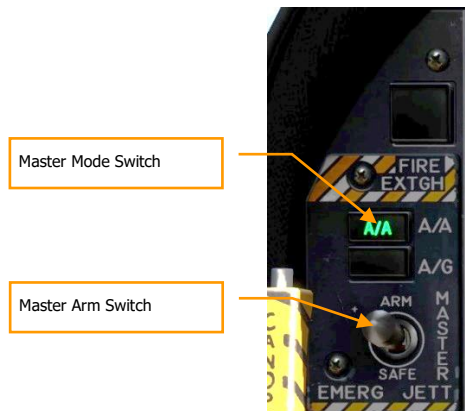 FIRE
EXTGH
Master Mode Switch
A/A A/A
A/G
Master Arm Switch
ARM
MASTER
SAFE
EMERG JETT